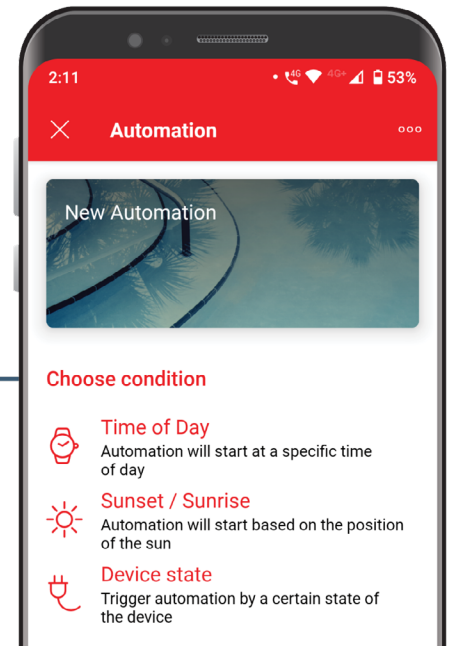 2:11
4G 4G+ 53%
Automation
New Automation
Choose condition
Time of Day
Automation will start at a specific time
of day
Sunset / Sunrise
Automation will start based on the position
of the sun
Device state
Trigger automation by a certain state of
the device